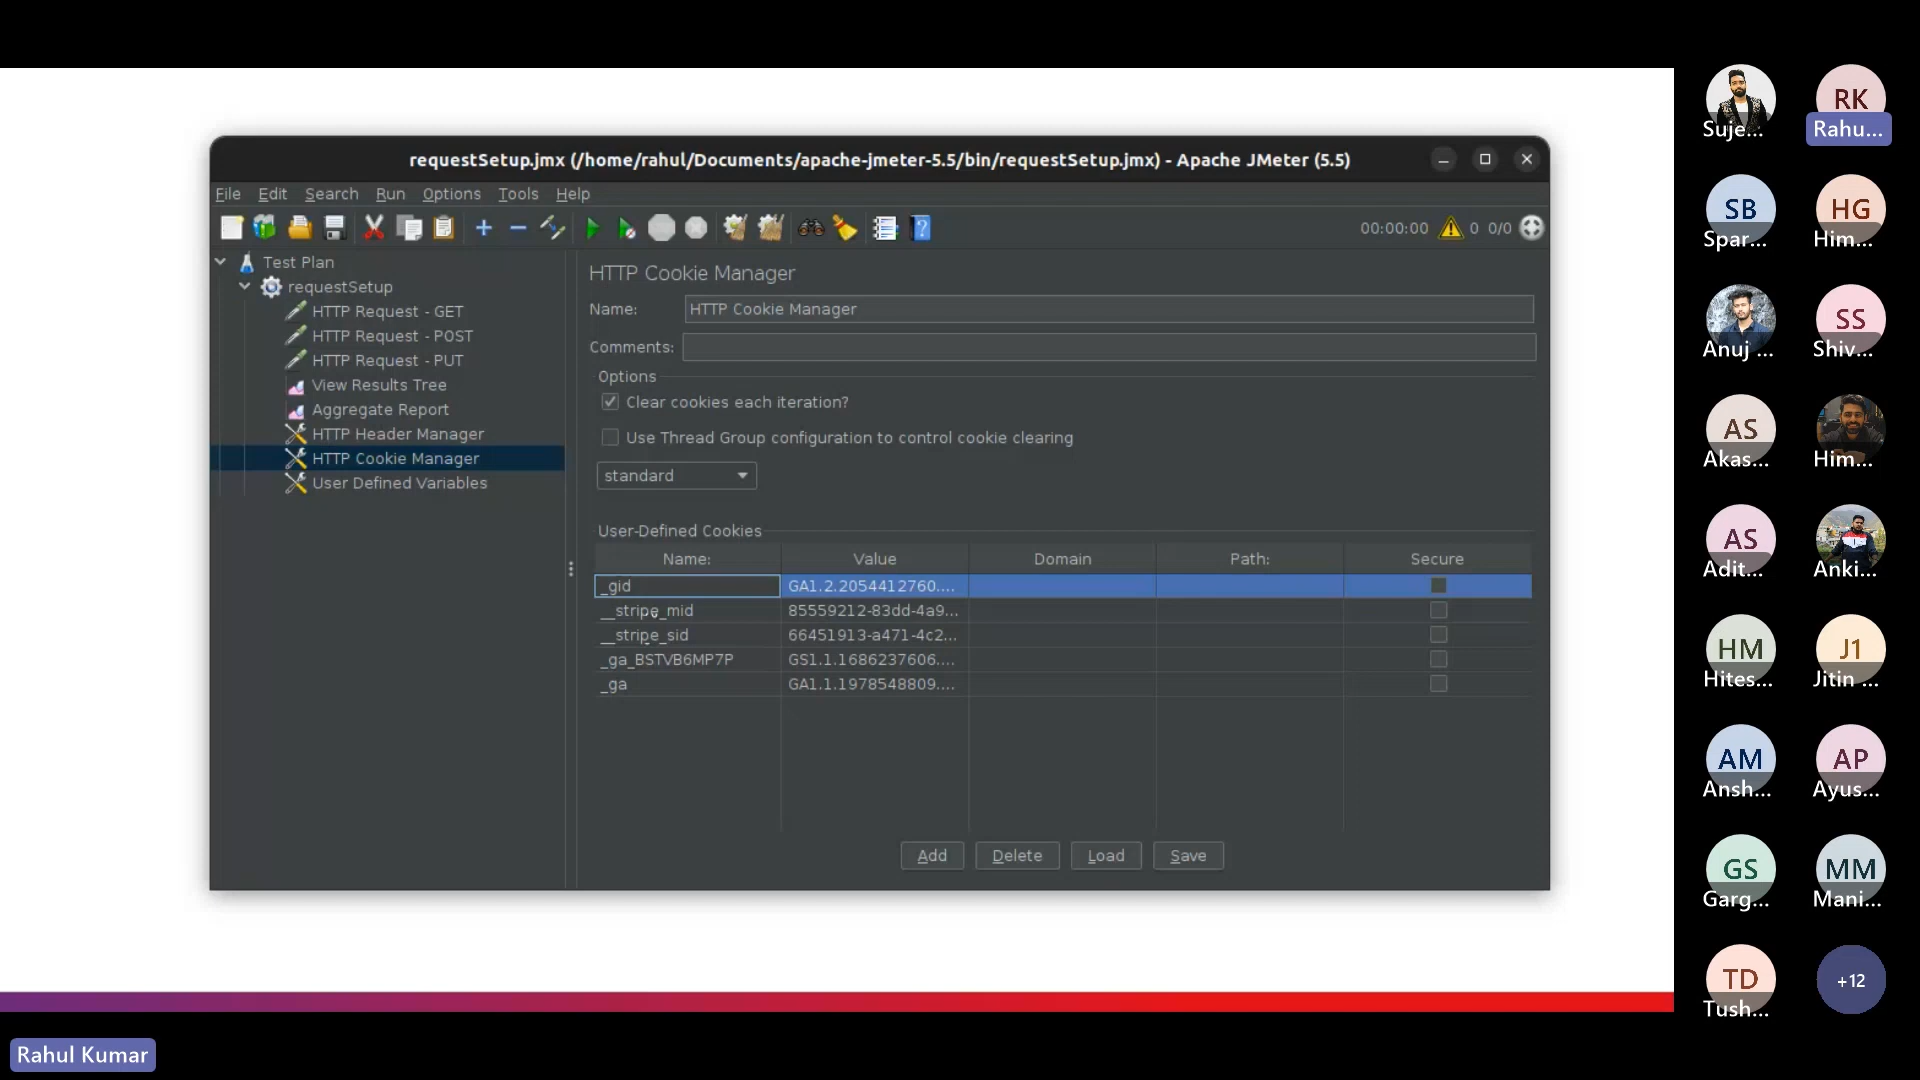 requestSetup.jmx (/home/rahul/Documents/apache-jmeter-5.5/bin/requestSetup.jmx) - Apache JMeter (5.5)
File Edit Search Run Options Tools Help
00:00:00 0 0/0
Test Plan
requestSetup
HTTP Request - GET
HTTP Request - POST
HTTP Request - PUT
View Results Tree
Aggregate Report
HTTP Header Manager
HTTP Cookie Manager
User Defined Variables
HTTP Cookie Manager
Name: HTTP Cookie Manager
Comments:
Options
Clear cookies each iteration?
Use Thread Group configuration to control cookie clearing
standard
User-Defined Cookies
Name: Value Domain Path: Secure
_gid GA1.2.2054412760....
__stripe_mid 85559212-83dd-4a9...
__stripe_sid 66451913-a471-4c2...
_ga_BSTVB6MP7P GS1.1.1686237606....
_ga GA1.1.1978548809....
Add Delete Load Save
RK
Suje... Rahu...
SB HG
Spar... Him...
SS
Anuj ... Shiv...
AS
Akas... Him...
AS
Adit... Anki...
HM J1
Hites... Jitin ...
AM AP
Ansh... Ayus...
GS MM
Garg... Mani...
TD +12
Tush...
Rahul Kumar